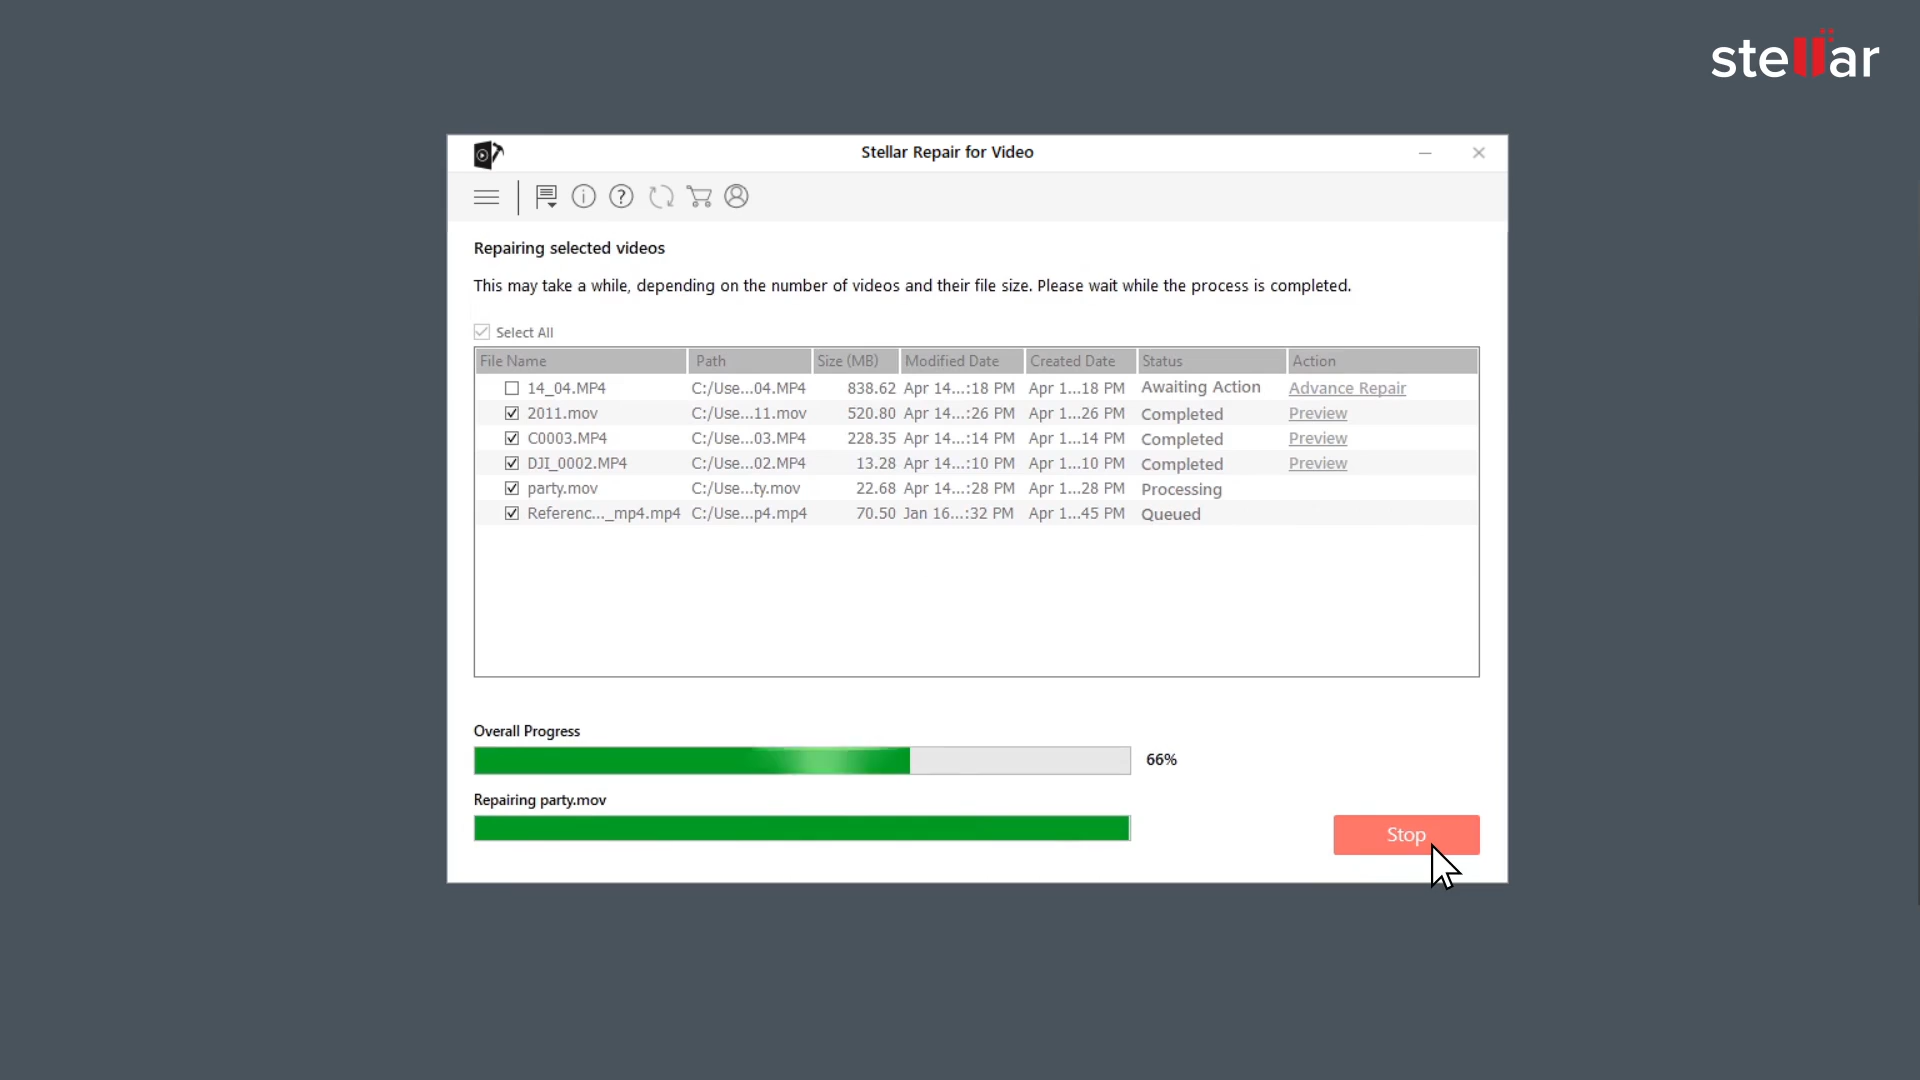 stellar
Stellar Repair for Video
Repairing selected videos
This may take a while, depending on the number of videos and their file size. Please wait while the process is completed.
Select All
File Name Path Size (MB) Modified Date Created Date Status Action
14_04.MP4 C:/Use...04.MP4 838.62 Apr 14...:18 PM Apr 1...18 PM Awaiting Action Advance Repair
2011.mov C:/Use...11.mov 520.80 Apr 14...:26 PM Apr 1...26 PM Completed Preview
C0003.MP4 C:/Use...03.MP4 228.35 Apr 14...:14 PM Apr 1...14 PM Completed Preview
DJI_0002.MP4 C:/Use...02.MP4 13.28 Apr 14...:10 PM Apr 1...10 PM Completed Preview
party.mov C:/Use...ty.mov 22.68 Apr 14...:28 PM Apr 1...28 PM Processing
Referenc..._mp4.mp4 C:/Use...p4.mp4 70.50 Jan 16...:32 PM Apr 1...45 PM Queued
Overall Progress
66%
Repairing party.mov
Stop